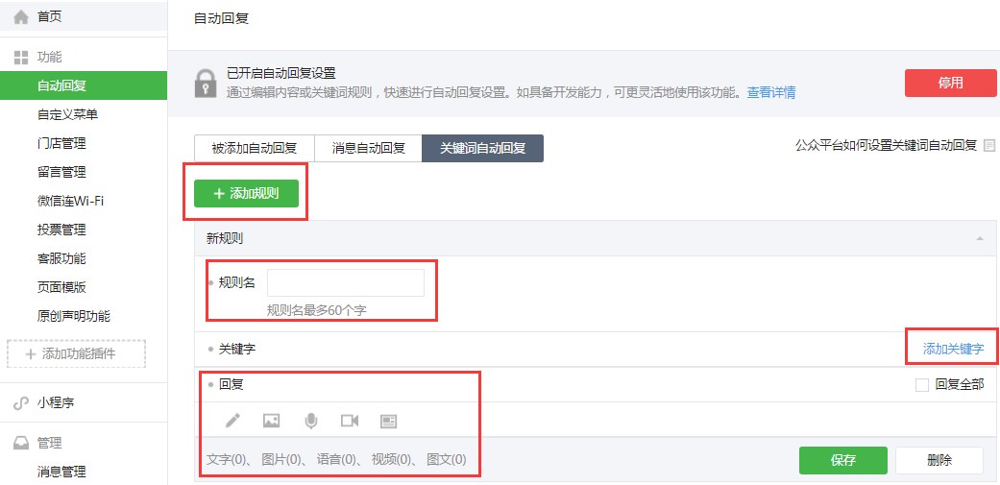 首页
功能
自动回复
自定义菜单
门店管理
留言管理
微信连Wi-Fi
投票管理
客服功能
页面模版
原创声明功能
添加功能插件
小程序
管理
消息管理
自动回复
已开启自动回复设置
通过编辑内容或关键词规则，快速进行自动回复设置。如具备开发能力，可更灵活地使用该功能。查看详情
停用
被添加自动回复 消息自动回复 关键词自动回复
公众平台如何设置关键词自动回复
添加规则
新规则
规则名
规则名最多60个字
关键字 添加关键字
回复 回复全部
文字(0)、 图片(0)、 语音(0)、 视频(0)、 图文(0)
保存 删除